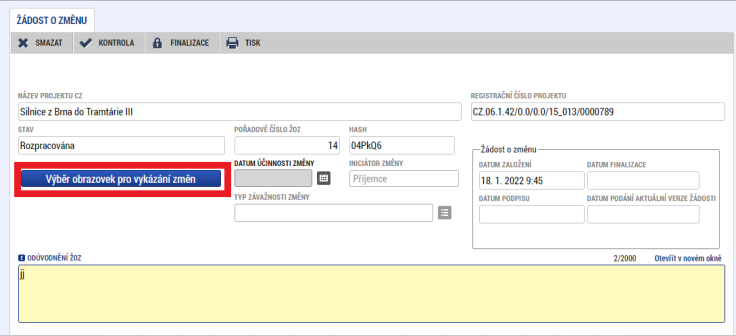 ŽÁDOST O ZMĚNU
SMAZAT KONTROLA FINALIZACE TISK
NÁZEV PROJEKTU CZ REGISTRAČNÍ ČÍSLO PROJEKTU
Silnice z Brna do Tramtárie III CZ.06.1.42/0.0/0.0/15_013/0000789
STAV POŘADOVÉ ČÍSLO ŽOZ HASH
Rozpracována 14 04PkQ6
Žádost o změnu
DATUM ÚČINNOSTI ZMĚNY INICIÁTOR ZMĚNY DATUM ZALOŽENÍ DATUM FINALIZACE
Výběr obrazovek pro vykázání změn Příjemce 18. 1. 2022 9:45
TYP ZÁVAŽNOSTI ZMĚNY DATUM PODPISU DATUM PODÁNÍ AKTUÁLNÍ VERZE ŽÁDOSTI
ODŮVODNĚNÍ ŽOZ 2/2000 Otevřít v novém okně
jj